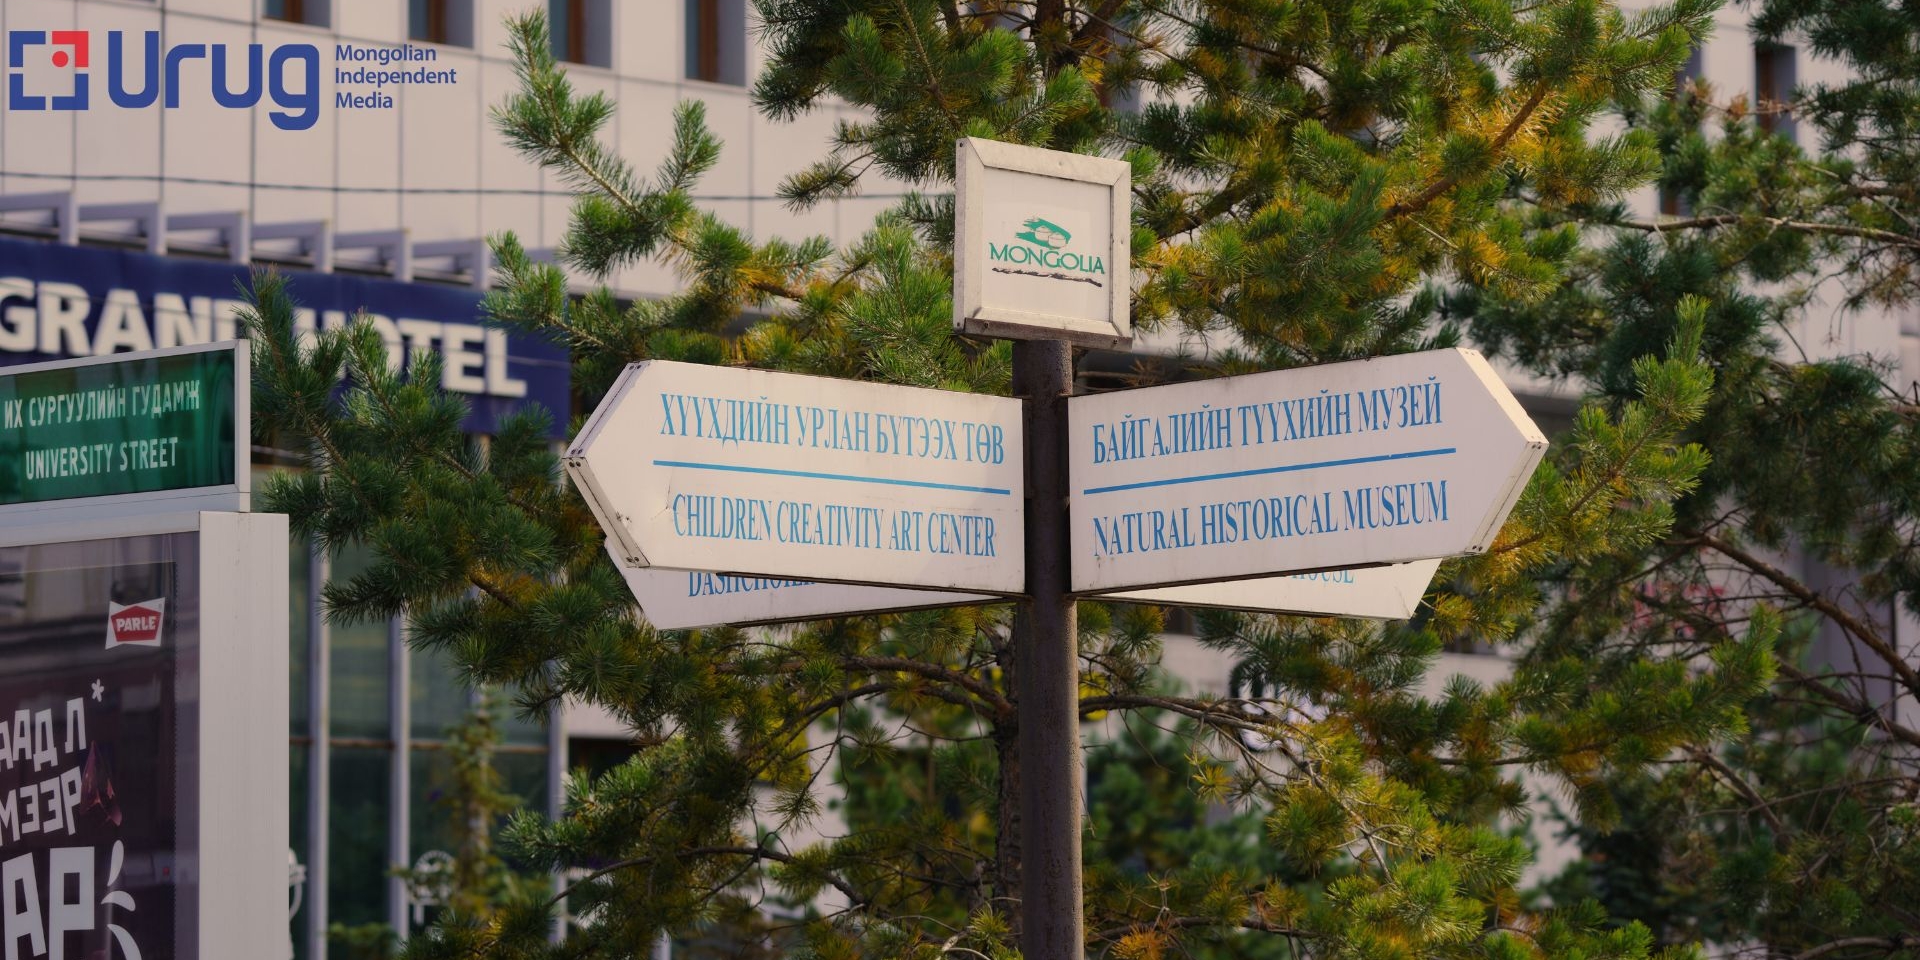 Urug
Mongolian
Independent
Media
GRAND HOTEL
MONGOLIA
ИХ СУРГУУЛИЙН ГУДАМЖ
UNIVERSITY STREET
ХҮҮХДИЙН УРЛАН БҮТЭЭХ ТӨВ
CHILDREN CREATIVITY ART CENTER
БАЙГАЛИЙН ТҮҮХИЙН МУЗЕЙ
NATURAL HISTORICAL MUSEUM
PARLE